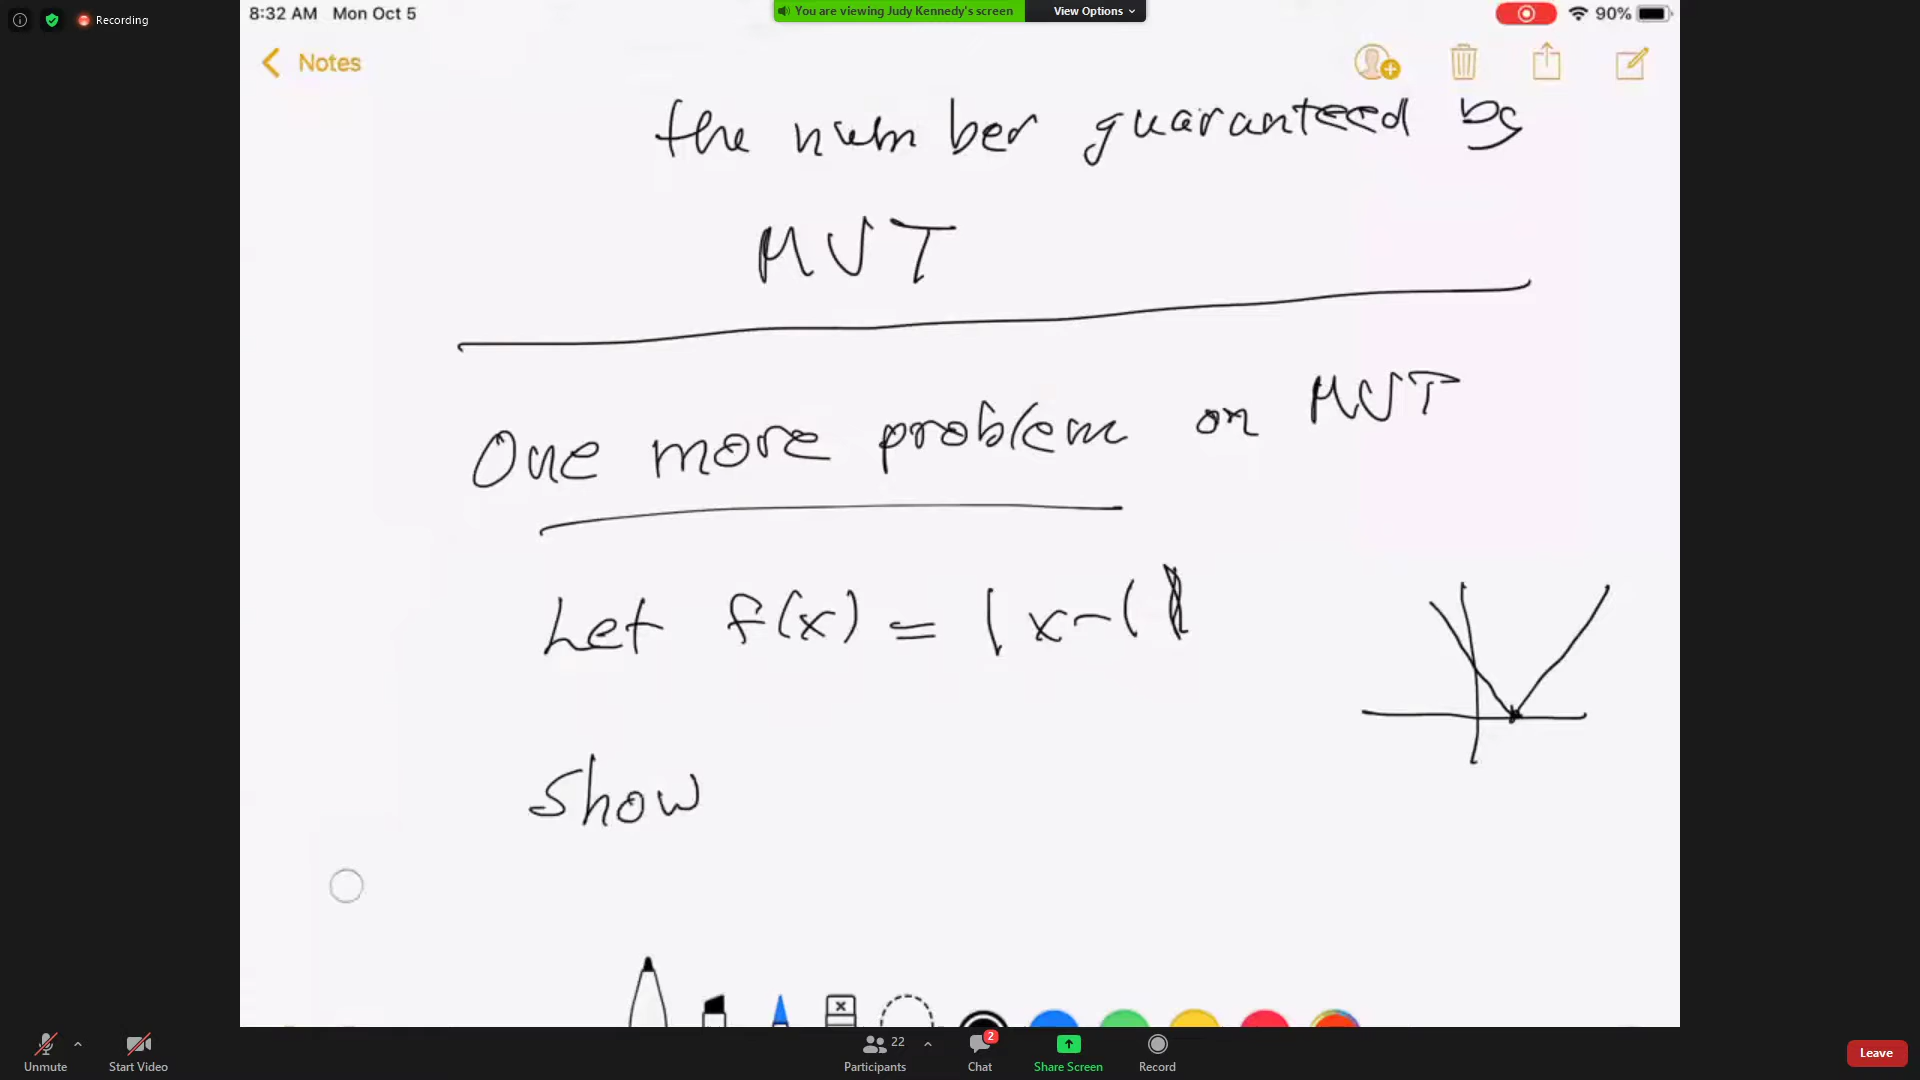 Recording
8:32 AM Mon Oct 5
You are viewing Judy Kennedy's screen
View Options
90%
Notes
the number guaranteed by
MVT
One more problem on MVT
Let f(x) = |x-1|
Show
Unmute
Start Video
Participants
22
Chat
2
Share Screen
Record
Leave